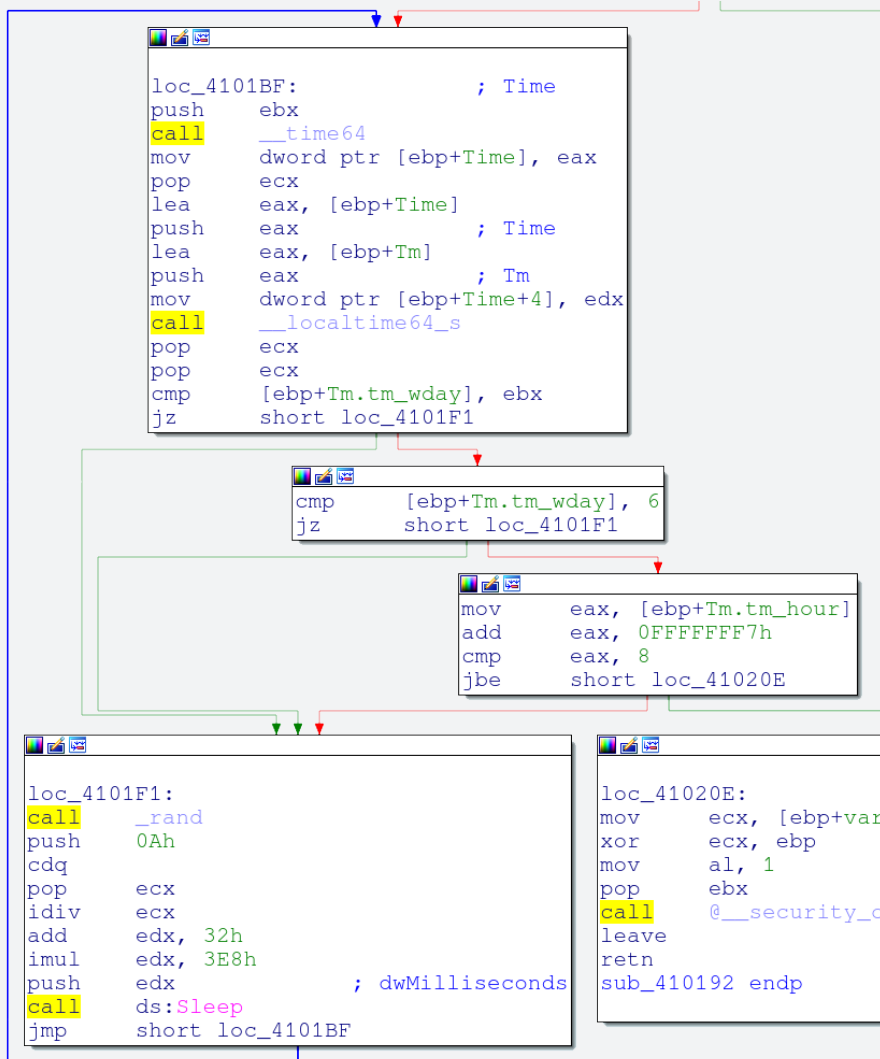 loc_4101BF: ; Time
push ebx
call __time64
mov dword ptr [ebp+Time], eax
pop ecx
lea eax, [ebp+Time]
push eax ; Time
lea eax, [ebp+Tm]
push eax ; Tm
mov dword ptr [ebp+Time+4], edx
call __localtime64_s
pop ecx
pop ecx
cmp [ebp+Tm.tm_wday], ebx
jz short loc_4101F1
cmp [ebp+Tm.tm_wday], 6
jz short loc_4101F1
mov eax, [ebp+Tm.tm_hour]
add eax, 0FFFFFFF7h
cmp eax, 8
jbe short loc_41020E
loc_4101F1:
call _rand
push 0Ah
cdq
pop ecx
idiv ecx
add edx, 32h
imul edx, 3E8h
push edx ; dwMilliseconds
call ds:Sleep
jmp short loc_4101BF
loc_41020E:
mov ecx, [ebp+var
xor ecx, ebp
mov al, 1
pop ebx
call @__security_c
leave
retn
sub_410192 endp